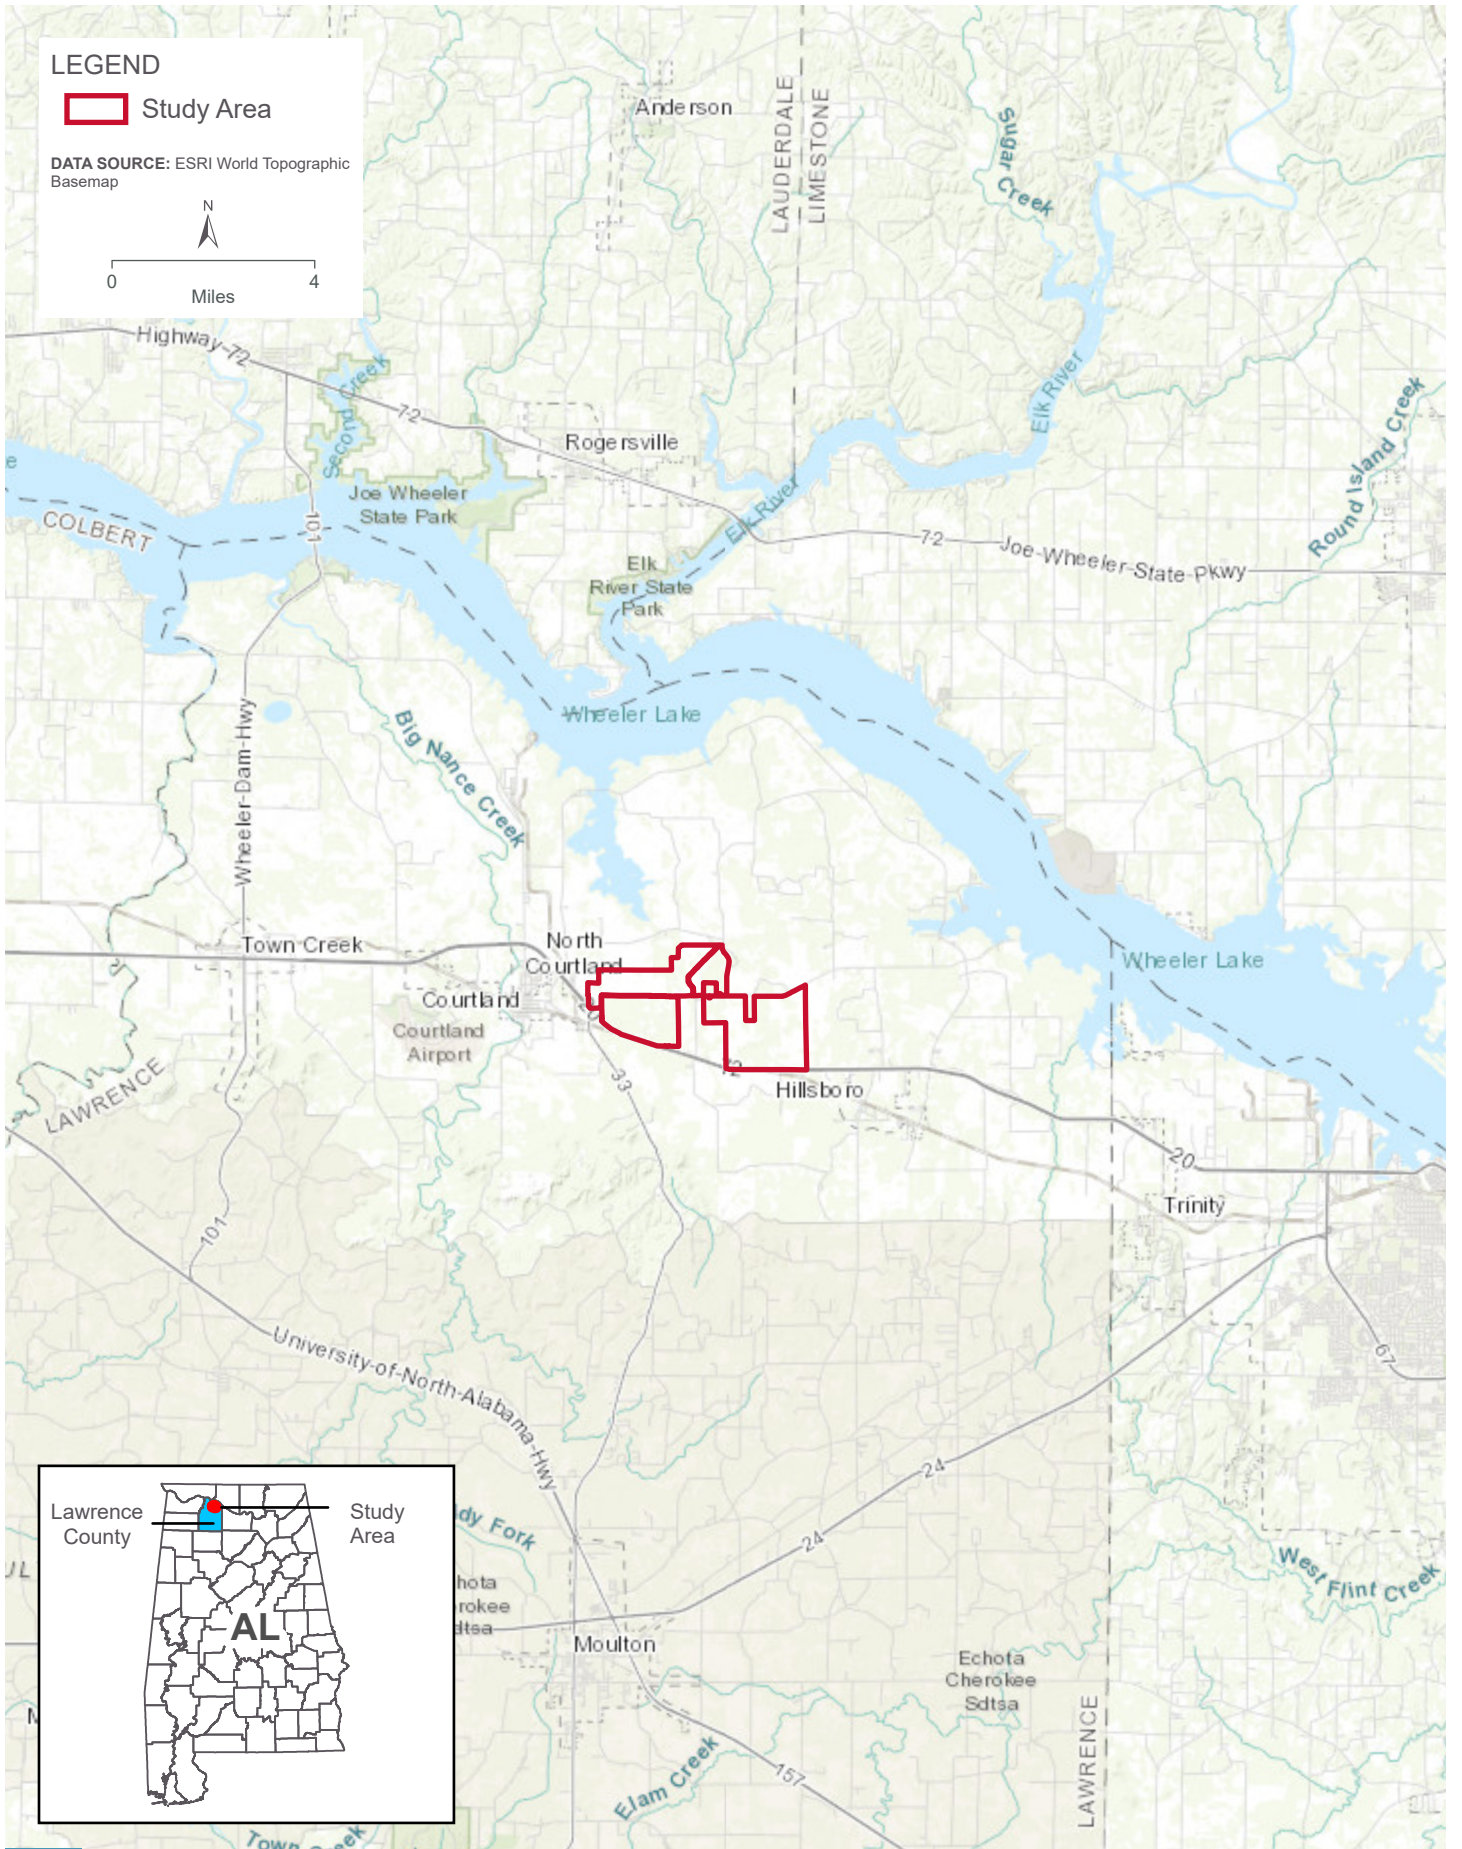 LEGEND
Study Area
DATA SOURCE: ESRI World Topographic
Basemap
N
0
4
Miles
Anderson
LAUDERDALE
LIMESTONE
Sugar
Creek
Highway-72
Second Creek
72
Rogersville
Elk River
Round Island Creek
Joe Wheeler
State Park
COLBERT
101
Elk River
72
Joe-Wheeler-State-Pkwy
Elk
River State
Park
Wheeler Lake
Big Nance Creek
Wheeler-Dam-Hwy
Town Creek
North
Courtland
Courtland
Courtland
Airport
Wheeler Lake
72
Hillsboro
33
LAWRENCE
20
Trinity
101
67
University-of-North-Alabama-Hwy
24
24
West Flint Creek
Moulton
Echota
Cherokee
Sdtsa
LAWRENCE
157
Elam Creek
Fork
Lawrence
County
Study
Area
AL
Town Creek